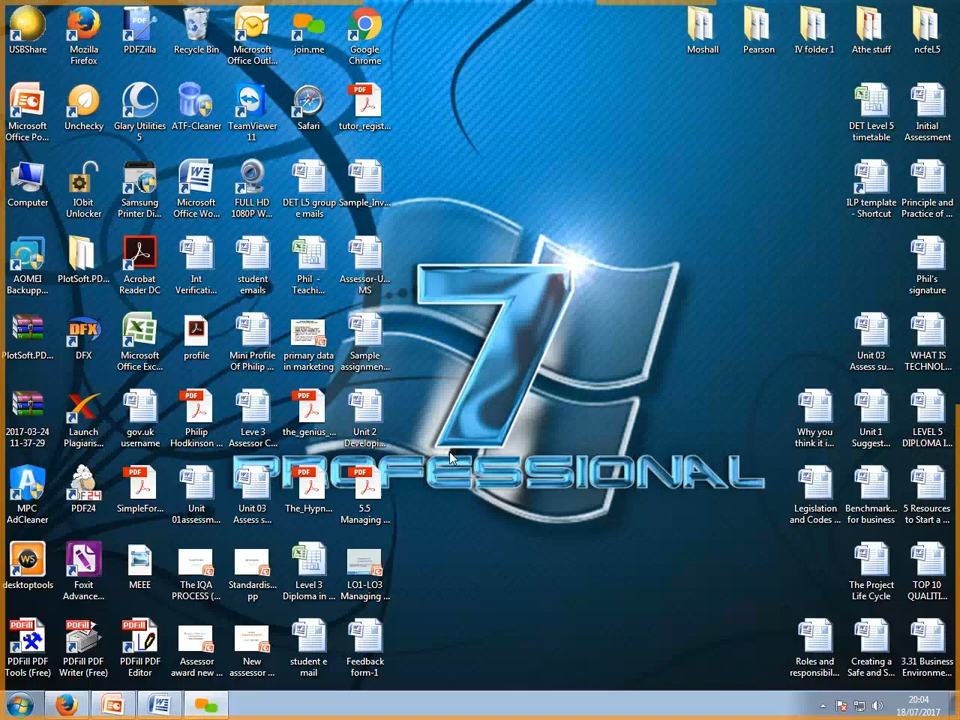 USBShare
Mozilla
Firefox
PDFZilla
Recycle Bin
Microsoft
Office Outl...
join.me
Google
Chrome
Moshall
Pearson
IV folder1
Athe stuff
ncfeL5
Microsoft
Office Po...
Unchecky
Glary Utilities
5
ATF-Cleaner
TeamViewer
11
Safari
tutor_regist...
DET Level 5
timetable
Initial
Assessment
Computer
IObit
Unlocker
Samsung
Printer Di...
Microsoft
Office Wo...
FULL HD
1080P W...
DET L5 group
e mails
Sample_Inv...
ILP template
- Shortcut
Principle and
Practice of ...
AOMEI
Backupp...
PlotSoft.PD...
Acrobat
Reader DC
Int
Verificati...
student
emails
Phil -
Teachi...
Assessor-U...
MS
Phil's
signature
PlotSoft.PD...
DFX
Microsoft
Office Exc...
profile
Mini Profile
Of Philip ...
primary data
in marketing
Sample
assignmen...
Unit 03
Assess su...
WHAT IS
TECHNOL...
2017-03-24
11-37-29
Launch
Plagiaris...
gov.uk
username
Philip
Hodkinson ...
Leve 3
Assessor C...
the_genius_...
Unit 2
Developi...
Why you
think it i...
Unit 1
Suggest...
LEVEL 5
DIPLOMA I...
7
PROFESSIONAL
MPC
AdCleaner
PDF24
SimpleFor...
Unit
01assessm...
Unit 03
Assess s...
The_Hypn...
5.5
Managing ...
Legislation
and Codes ...
Benchmark...
for business
5 Resources
to Start a ...
desktoptools
Foxit
Advance...
MEEE
The IQA
PROCESS (...
Standardis...
pp
Level 3
Diploma in ...
LO1-LO3
Managing ...
The Project
Life Cycle
TOP 10
QUALITI...
PDFill PDF
Tools (Free)
PDFill PDF
Writer (Free)
PDFill PDF
Editor
Assessor
award new ...
New
asssessor ...
student e
mail
Feedback
form-1
Roles and
responsibil...
Creating a
Safe and S...
3.31 Business
Environme...
20:04
18/07/2017